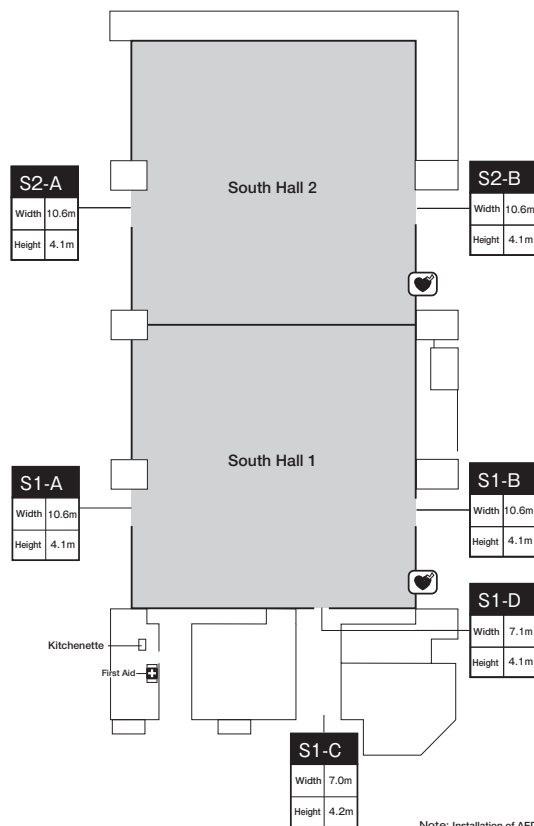 S2-A
Width 10.6m
Height 4.1m
South Hall 2
S2-B
Width 10.6m
Height 4.1m
South Hall 1
S1-A
Width 10.6m
Height 4.1m
S1-B
Width 10.6m
Height 4.1m
S1-D
Width 7.1m
Height 4.1m
Kitchenette
First Aid
S1-C
Width 7.0m
Height 4.2m
Note: Installation of AED